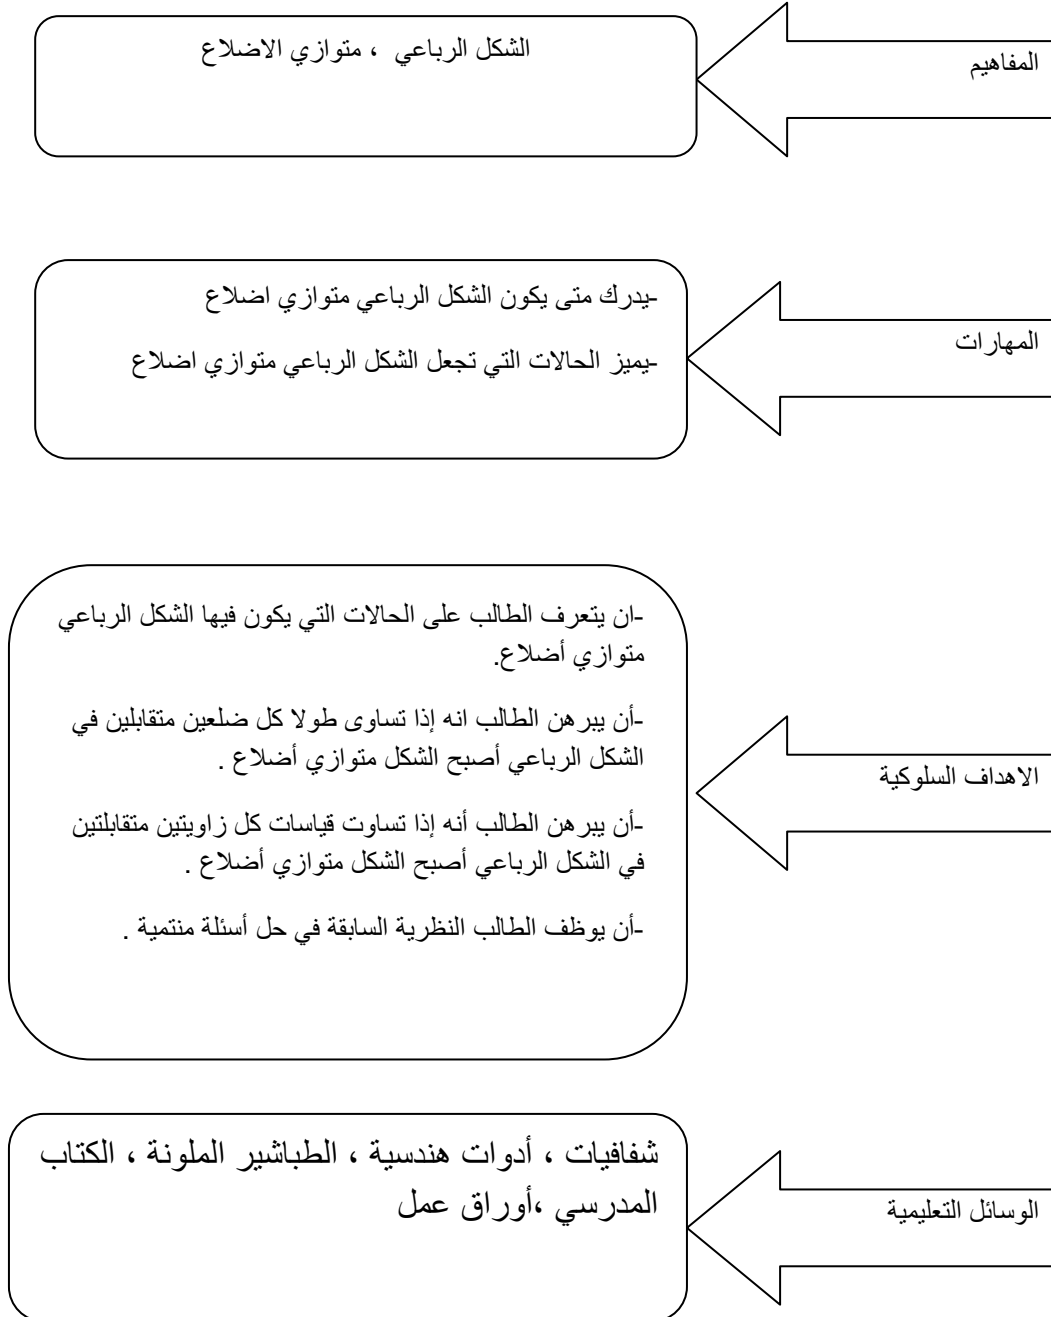 المفاهيم
الشكل الرباعي ، متوازي الاضلاع
المهارات
-يدرك متى يكون الشكل الرباعي متوازي اضلاع
-يميز الحالات التي تجعل الشكل الرباعي متوازي اضلاع
الاهداف السلوكية
-ان يتعرف الطالب على الحالات التي يكون فيها الشكل الرباعي
متوازي أضلاع.
-أن يبرهن الطالب انه إذا تساوى طولا كل ضلعين متقابلين في
الشكل الرباعي أصبح الشكل متوازي أضلاع .
-أن يبرهن الطالب أنه إذا تساوت قياسات كل زاويتين متقابلتين
في الشكل الرباعي أصبح الشكل متوازي أضلاع .
-أن يوظف الطالب النظرية السابقة في حل أسئلة منتمية .
الوسائل التعليمية
شفافيات ، أدوات هندسية ، الطباشير الملونة ، الكتاب
المدرسي ،أوراق عمل